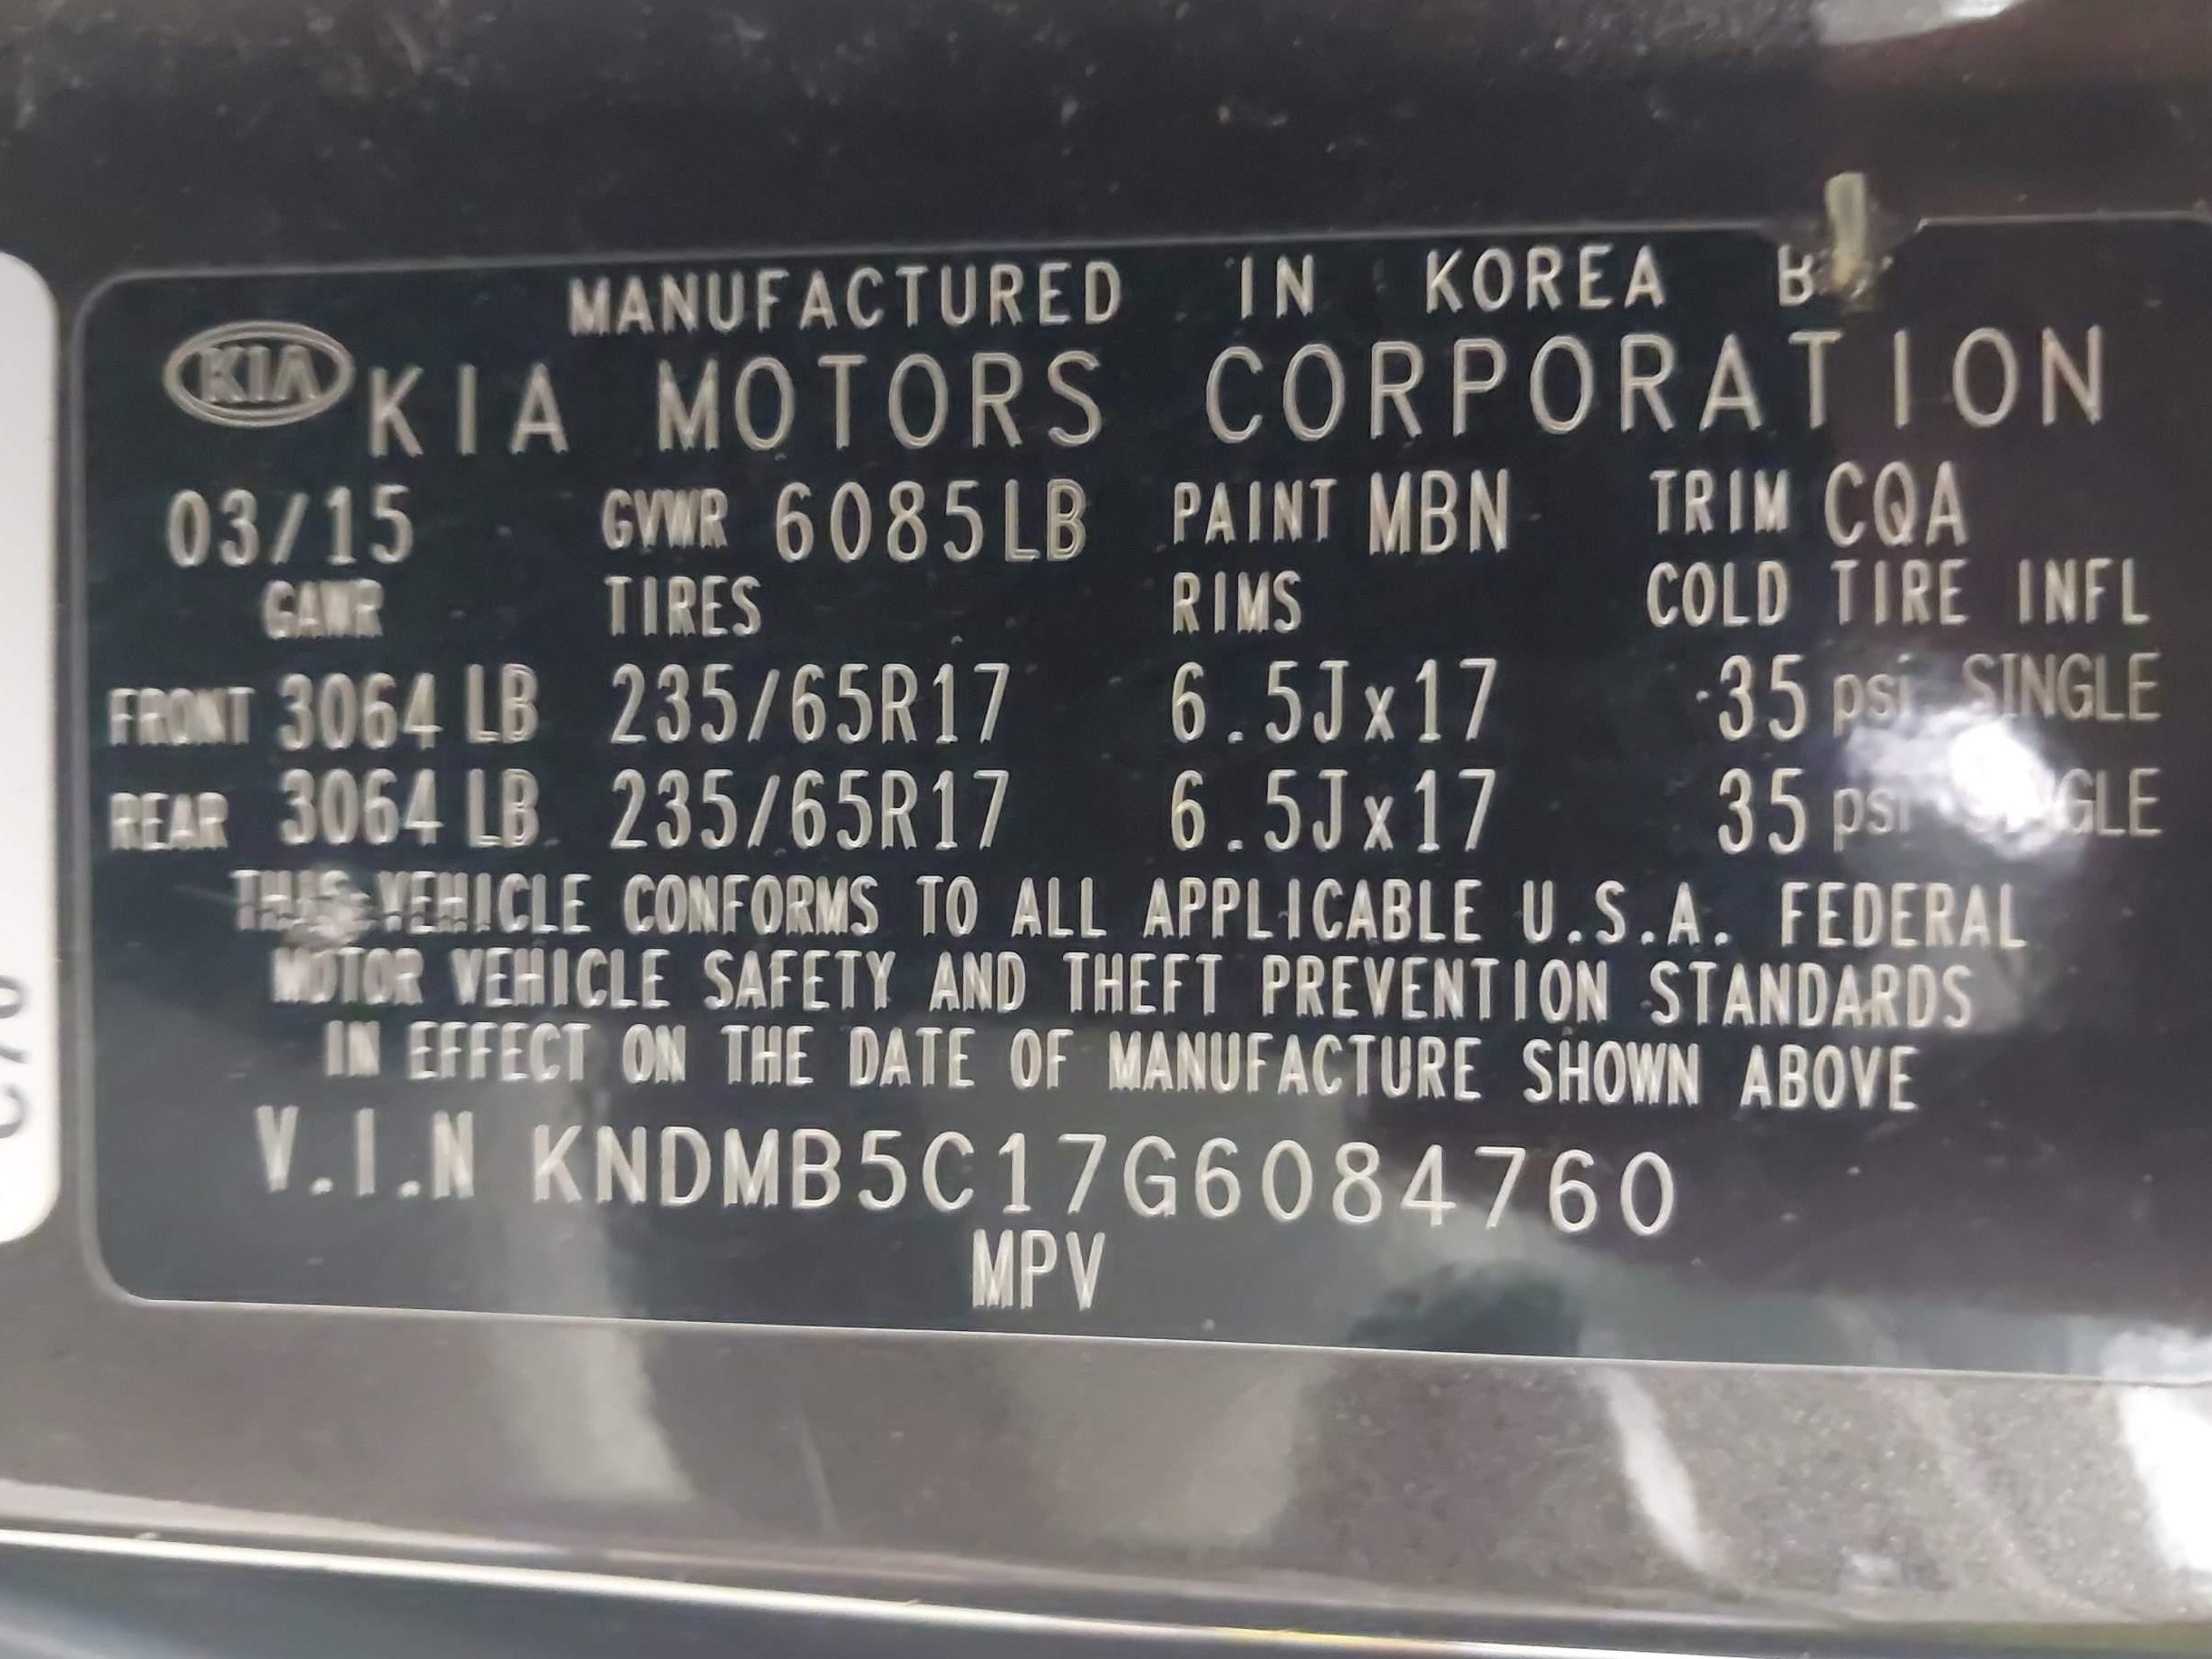 MANUFACTURED IN KOREA
KIA KIA MOTORS CORPORATION
03/15 GVWR 6085LB PAINT MBN TRIM CQA
GAWR TIRES RIMS COLD TIRE INFL
FRONT 3064 LB 235/65R17 6.5Jx17 35 psi SINGLE
REAR 3064 LB 235/65R17 6.5Jx17 35 psi SINGLE
THIS VEHICLE CONFORMS TO ALL APPLICABLE U.S.A. FEDERAL
MOTOR VEHICLE SAFETY AND THEFT PREVENTION STANDARDS
IN EFFECT ON THE DATE OF MANUFACTURE SHOWN ABOVE
V.I.N KNDMB5C17G6084760
MPV